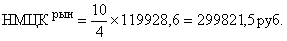 НМЦК рын = 10/4 × 119928,6 = 299821,5 руб.